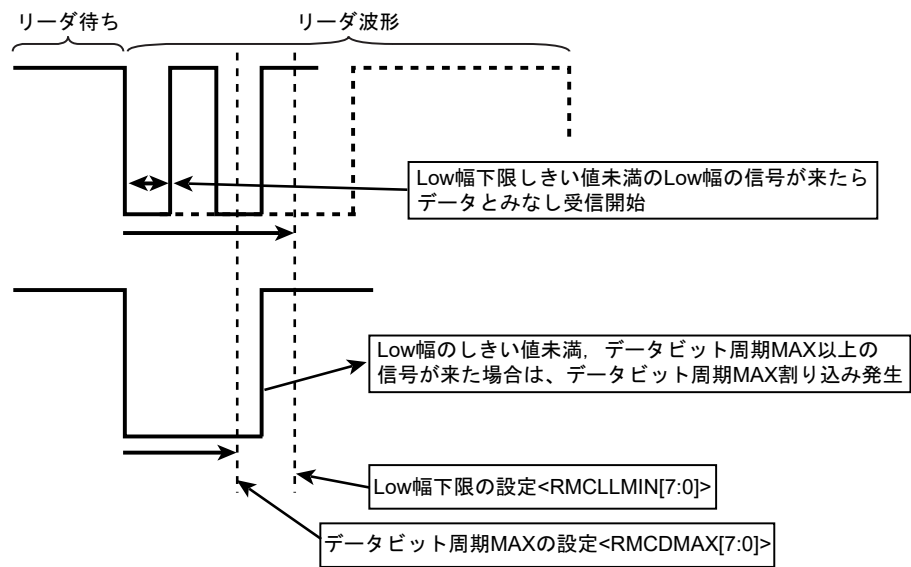 リーダ待ち
リーダ波形
Low幅下限しきい値未満のLow幅の信号が来たら
データとみなし受信開始
Low幅のしきい値未満，データビット周期MAX以上の
信号が来た場合は、データビット周期MAX割り込み発生
Low幅下限の設定<RMCLLMIN[7:0]>
データビット周期MAXの設定<RMCDMAX[7:0]>